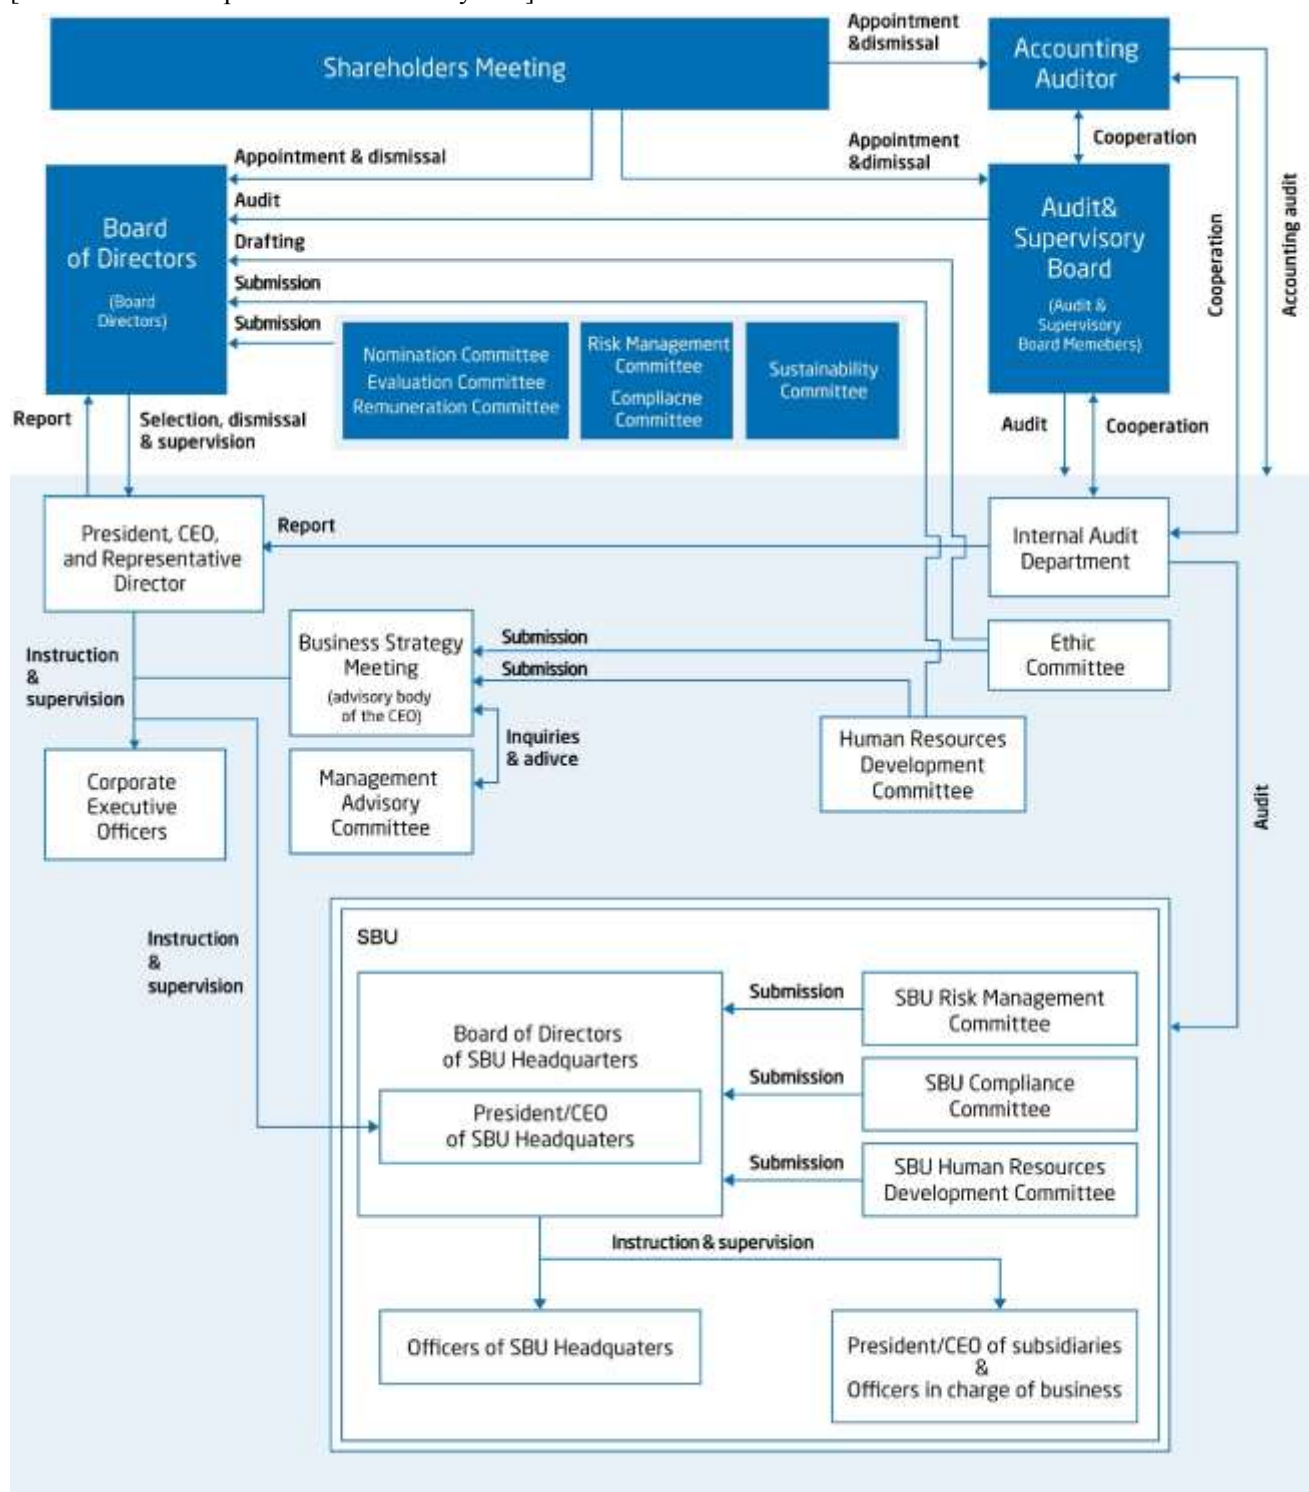 Shareholders Meeting
Appointment
&dismissal
Accounting
Auditor
Cooperation
Appointment & dismissal
Appointment
&dimissal
Audit
Drafting
Submission
Submission
Board
of Directors
(Board
Directors)
Audit&
Supervisory
Board
(Audit &
Supervisory
Board Memebers)
Cooperation
Accounting audit
Nomination Committee
Evaluation Committee
Remuneration Committee
Risk Management
Committee
Compliacne
Committee
Sustainability
Committee
Report
Selection, dismissal
& supervision
Audit
Cooperation
President, CEO,
and Representative
Director
Report
Internal Audit
Department
Instruction
&
supervision
Business Strategy
Meeting
(advisory body
of the CEO)
Submission
Submission
Ethic
Committee
Inquiries
& adivce
Human Resources
Development
Committee
Corporate
Executive
Officers
Management
Advisory
Committee
Audit
Instruction
&
supervision
SBU
Board of Directors
of SBU Headquarters
President/CEO
of SBU Headquaters
Submission
SBU Risk Management
Committee
Submission
SBU Compliance
Committee
Submission
SBU Human Resources
Development Committee
Instruction & supervision
Officers of SBU Headquaters
President/CEO of subsidiaries
&
Officers in charge of business